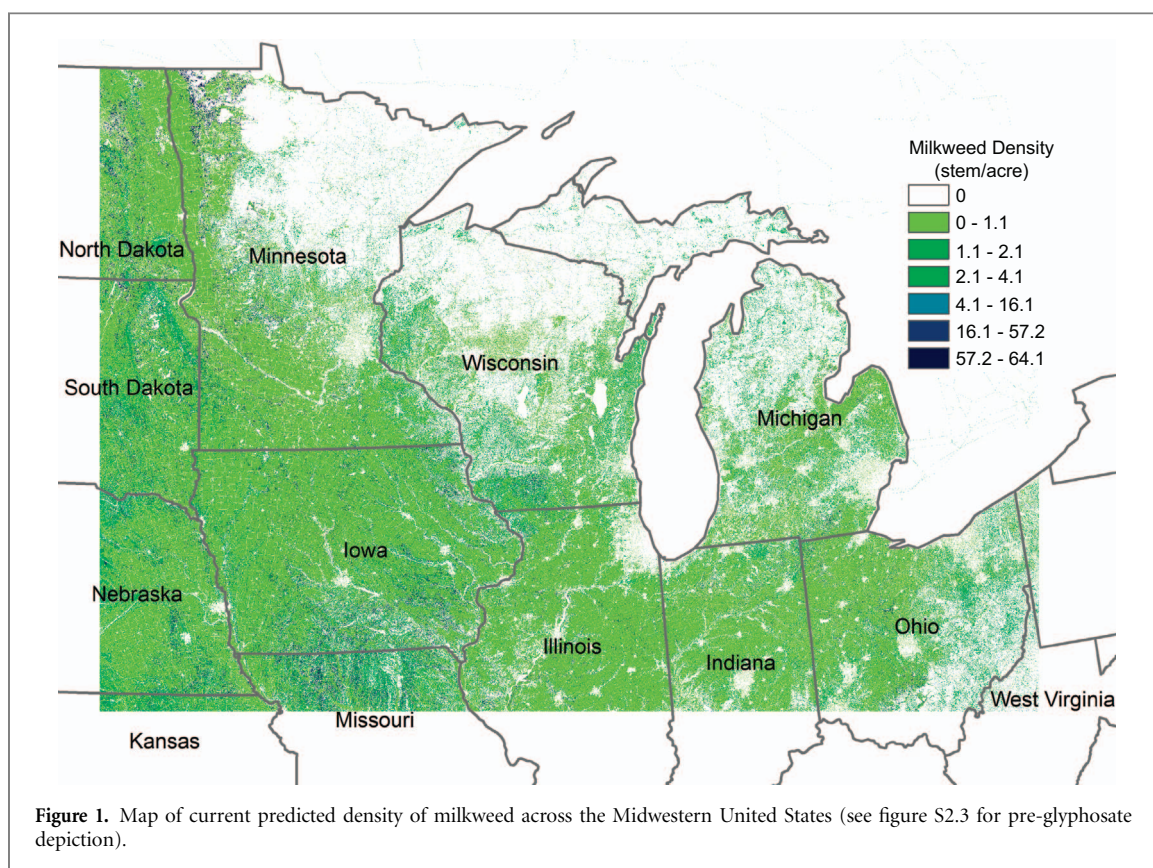 Milkweed Density
(stem/acre)
0
0 - 1.1
1.1 - 2.1
2.1 - 4.1
4.1 - 16.1
16.1 - 57.2
57.2 - 64.1
North Dakota
Minnesota
Wisconsin
South Dakota
Michigan
Iowa
Nebraska
Illinois
Ohio
Indiana
West Virginia
Missouri
Kansas
Figure 1. Map of current predicted density of milkweed across the Midwestern United States (see figure S2.3 for pre-glyphosate
depiction).